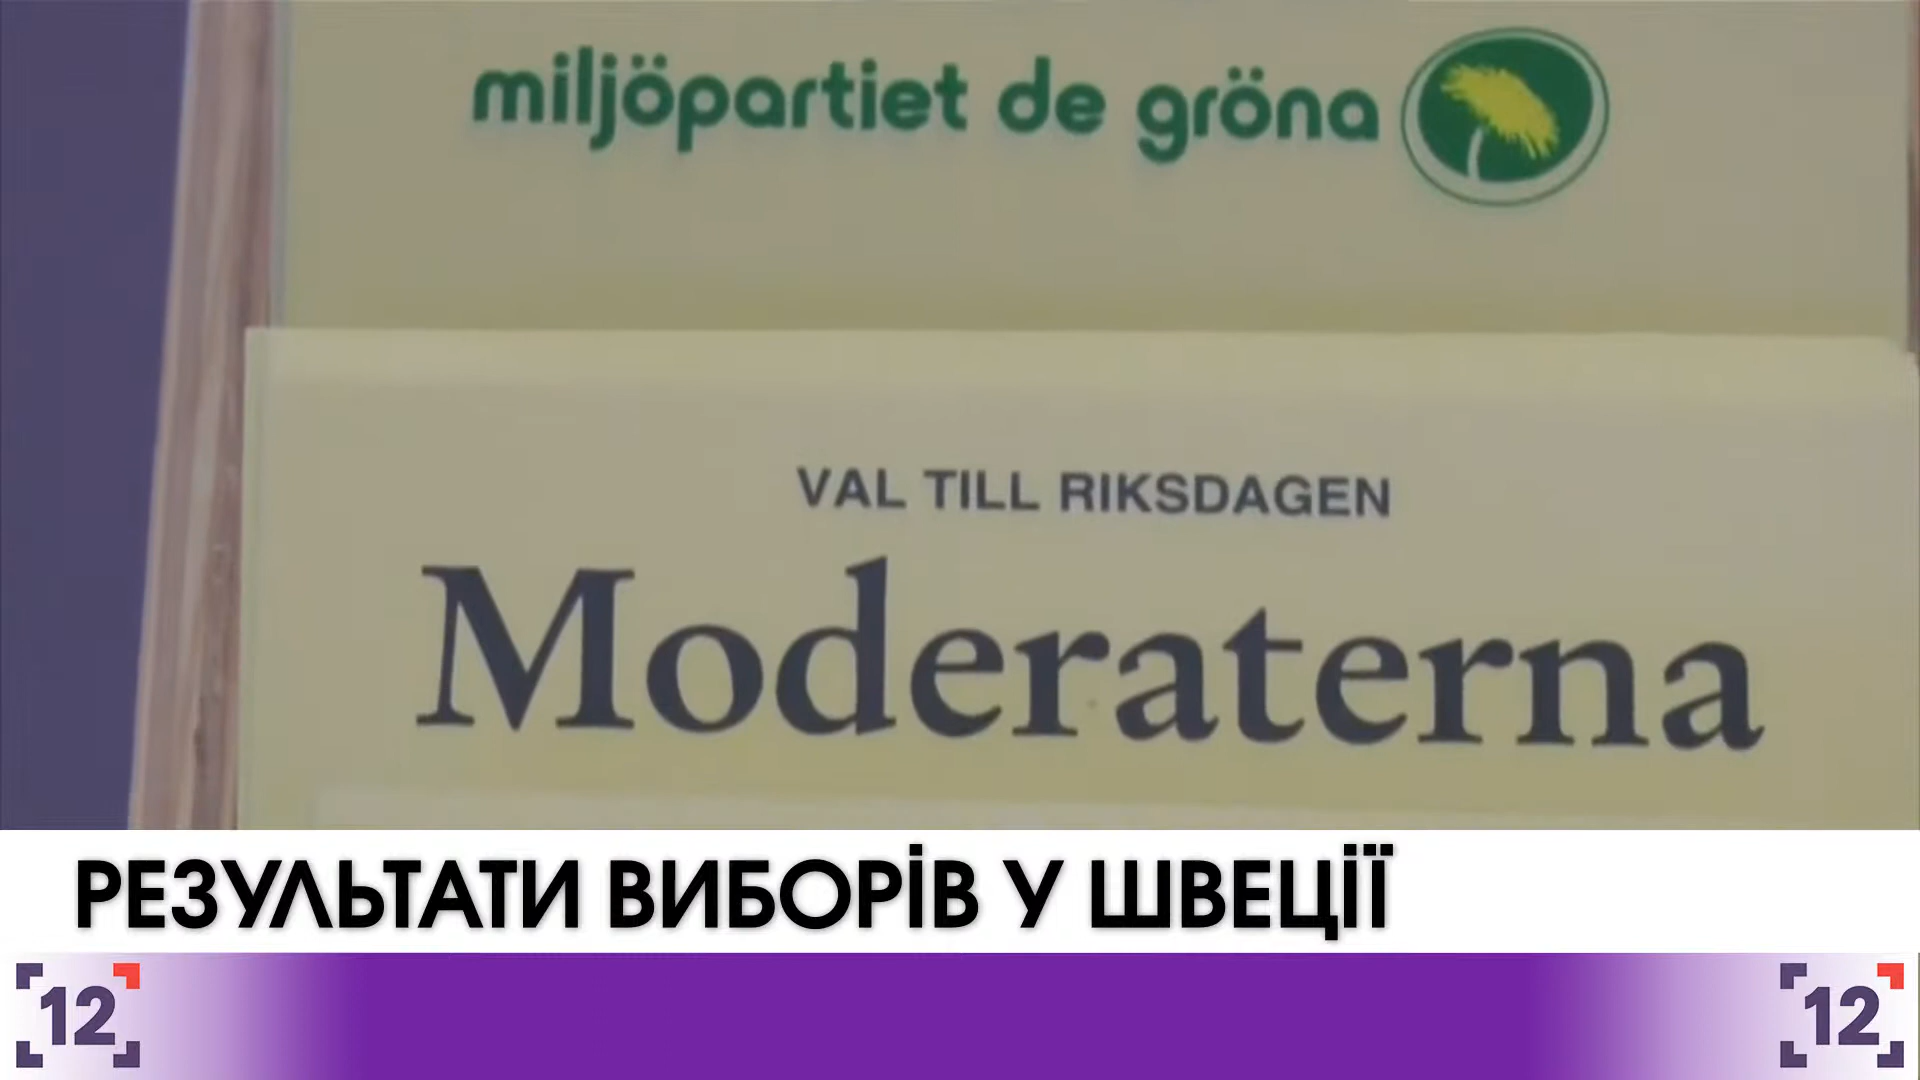 miljöpartiet de gröna
VAL TILL RIKSDAGEN
Moderaterna
РЕЗУЛЬТАТИ ВИБОРІВ У ШВЕЦІЇ
12
12